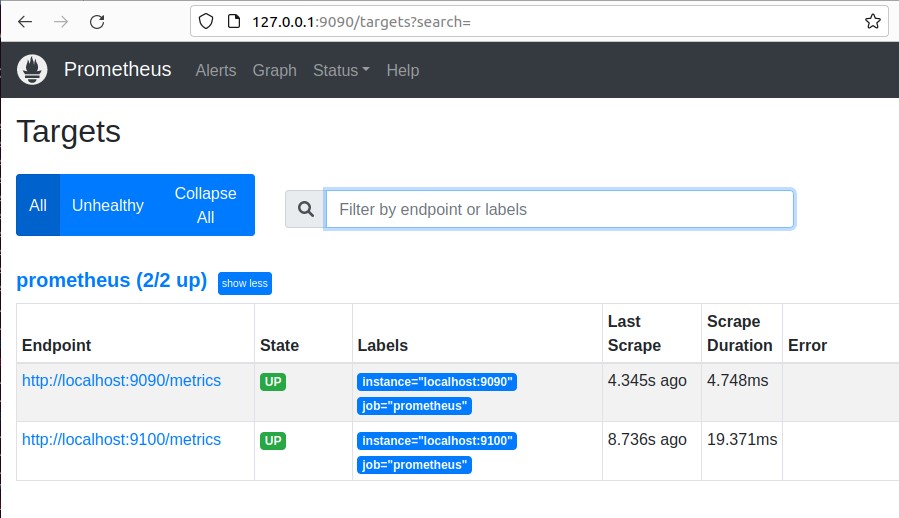 127.0.0.1:9090/targets?search=
Prometheus Alerts Graph Status Help
Targets
All Unhealthy Collapse All
Filter by endpoint or labels
prometheus (2/2 up) show less
Endpoint State Labels Last Scrape Scrape Duration Error
http://localhost:9090/metrics UP instance="localhost:9090" 4.345s ago 4.748ms
job="prometheus"
http://localhost:9100/metrics UP instance="localhost:9100" 8.736s ago 19.371ms
job="prometheus"